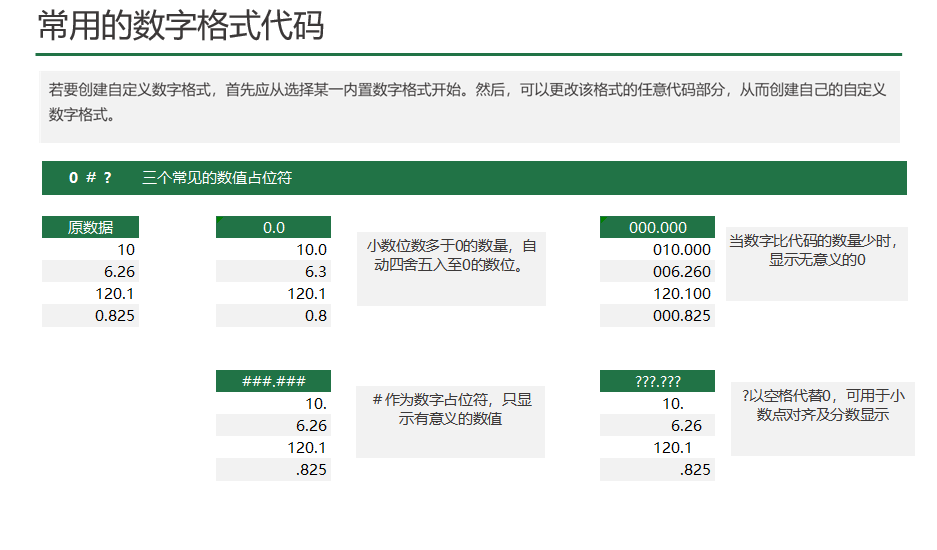 常用的数字格式代码
若要创建自定义数字格式，首先应从选择某一内置数字格式开始。然后，可以更改该格式的任意代码部分，从而创建自己的自定义
数字格式。
0 # ? 三个常见的数值占位符
原数据
10
6.26
120.1
0.825
0.0
10.0
6.3
120.1
0.8
小数位数多于0的数量，自
动四舍五入至0的数位。
000.000
010.000
006.260
120.100
000.825
当数字比代码的数量少时，
显示无意义的0
###.###
10.
6.26
120.1
.825
＃作为数字占位符，只显
示有意义的数值
???.???
10.
6.26
120.1
.825
?以空格代替0，可用于小
数点对齐及分数显示